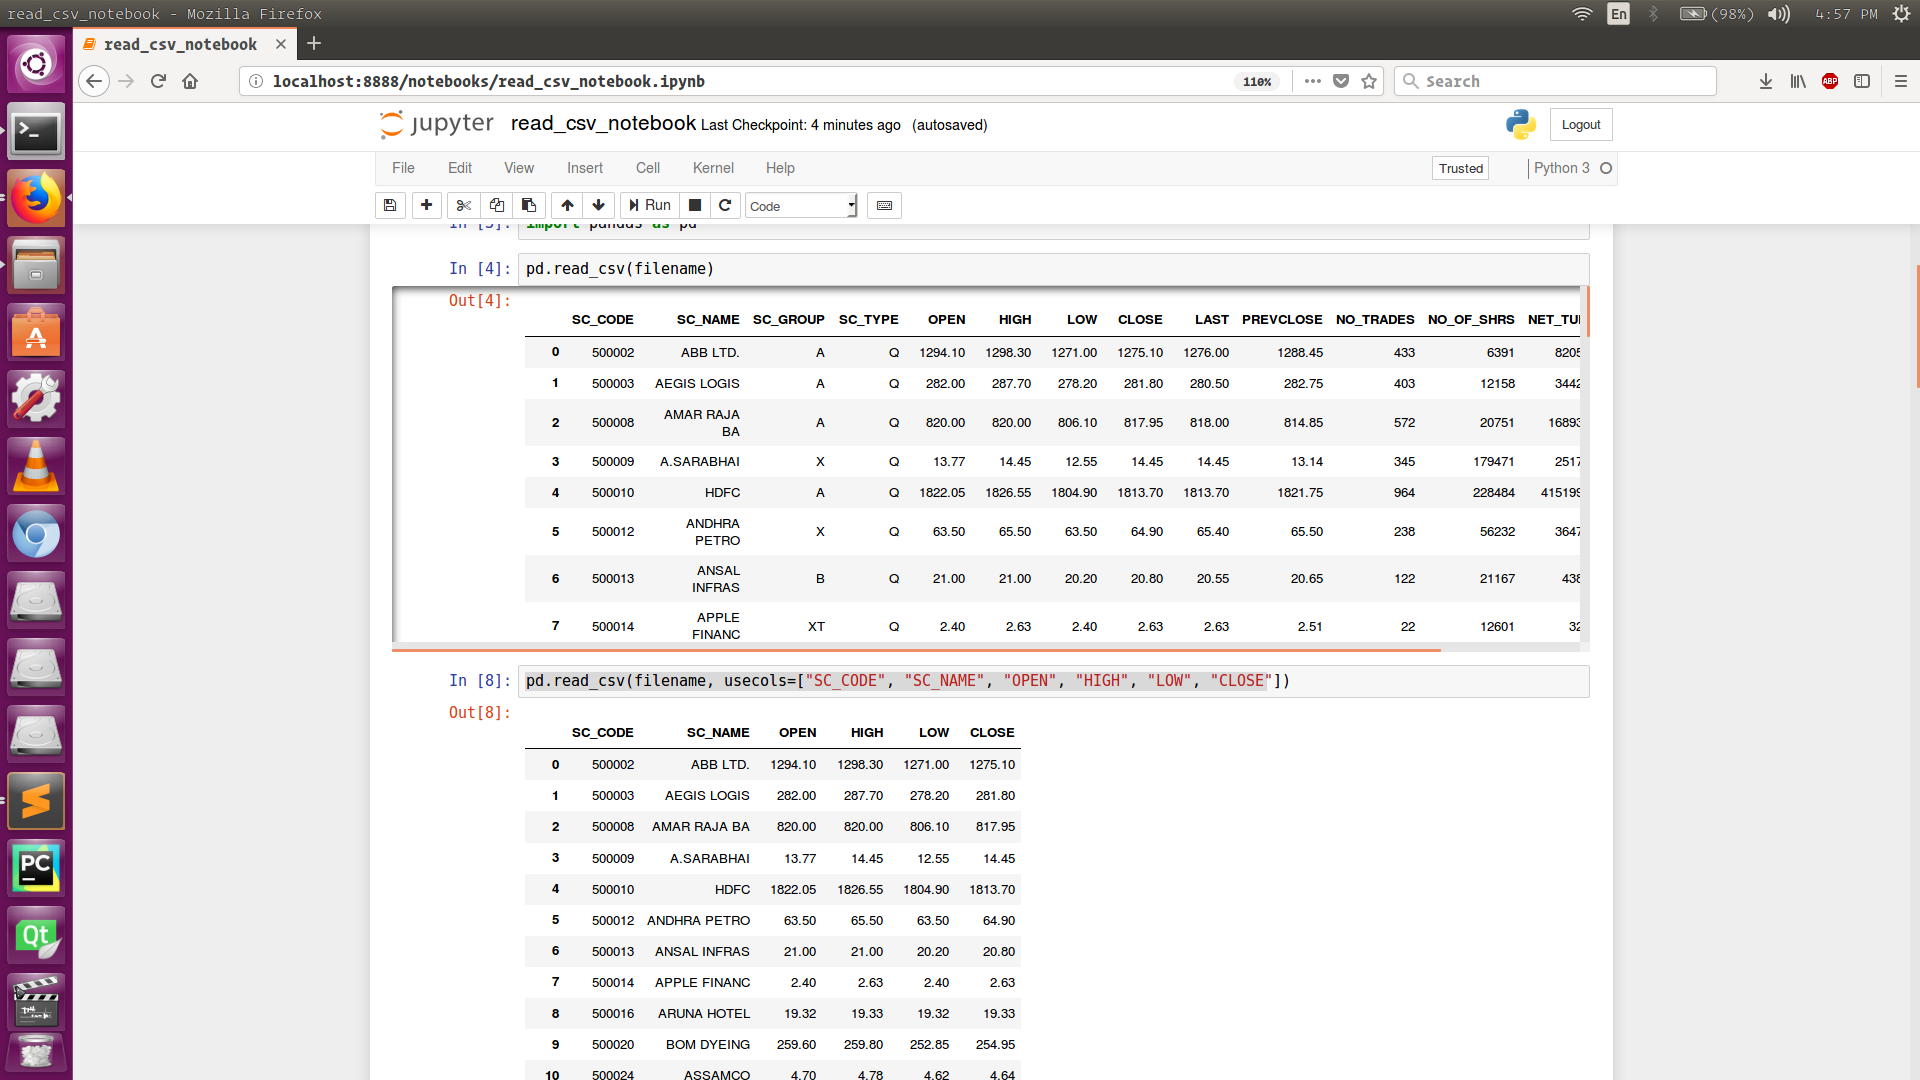 read_csv_notebook - Mozilla Firefox
En (98%) 4:57 PM
read_csv_notebook
localhost:8888/notebooks/read_csv_notebook.ipynb 110% Search ABP
jupyter read_csv_notebook Last Checkpoint: 4 minutes ago (autosaved) Logout
File Edit View Insert Cell Kernel Help Trusted Python 3
Run Code
In [3]: import pandas as pd
In [4]: pd.read_csv(filename)
Out[4]:
SC_CODE SC_NAME SC_GROUP SC_TYPE OPEN HIGH LOW CLOSE LAST PREVCLOSE NO_TRADES NO_OF_SHRS NET_TU
0 500002 ABB LTD. A Q 1294.10 1298.30 1271.00 1275.10 1276.00 1288.45 433 6391 8205
1 500003 AEGIS LOGIS A Q 282.00 287.70 278.20 281.80 280.50 282.75 403 12158 3442
2 500008 AMAR RAJA BA A Q 820.00 820.00 806.10 817.95 818.00 814.85 572 20751 16893
3 500009 A.SARABHAI X Q 13.77 14.45 12.55 14.45 14.45 13.14 345 179471 2517
4 500010 HDFC A Q 1822.05 1826.55 1804.90 1813.70 1813.70 1821.75 964 228484 415199
5 500012 ANDHRA PETRO X Q 63.50 65.50 63.50 64.90 65.40 65.50 238 56232 3647
6 500013 ANSAL INFRAS B Q 21.00 21.00 20.20 20.80 20.55 20.65 122 21167 438
7 500014 APPLE FINANC XT Q 2.40 2.63 2.40 2.63 2.63 2.51 22 12601 32
In [8]: pd.read_csv(filename, usecols=["SC_CODE", "SC_NAME", "OPEN", "HIGH", "LOW", "CLOSE"])
Out[8]:
SC_CODE SC_NAME OPEN HIGH LOW CLOSE
0 500002 ABB LTD. 1294.10 1298.30 1271.00 1275.10
1 500003 AEGIS LOGIS 282.00 287.70 278.20 281.80
2 500008 AMAR RAJA BA 820.00 820.00 806.10 817.95
3 500009 A.SARABHAI 13.77 14.45 12.55 14.45
4 500010 HDFC 1822.05 1826.55 1804.90 1813.70
5 500012 ANDHRA PETRO 63.50 65.50 63.50 64.90
6 500013 ANSAL INFRAS 21.00 21.00 20.20 20.80
7 500014 APPLE FINANC 2.40 2.63 2.40 2.63
8 500016 ARUNA HOTEL 19.32 19.33 19.32 19.33
9 500020 BOM DYEING 259.60 259.80 252.85 254.95
10 500024 ASSAMCO 4.70 4.78 4.62 4.64
PC
Qt